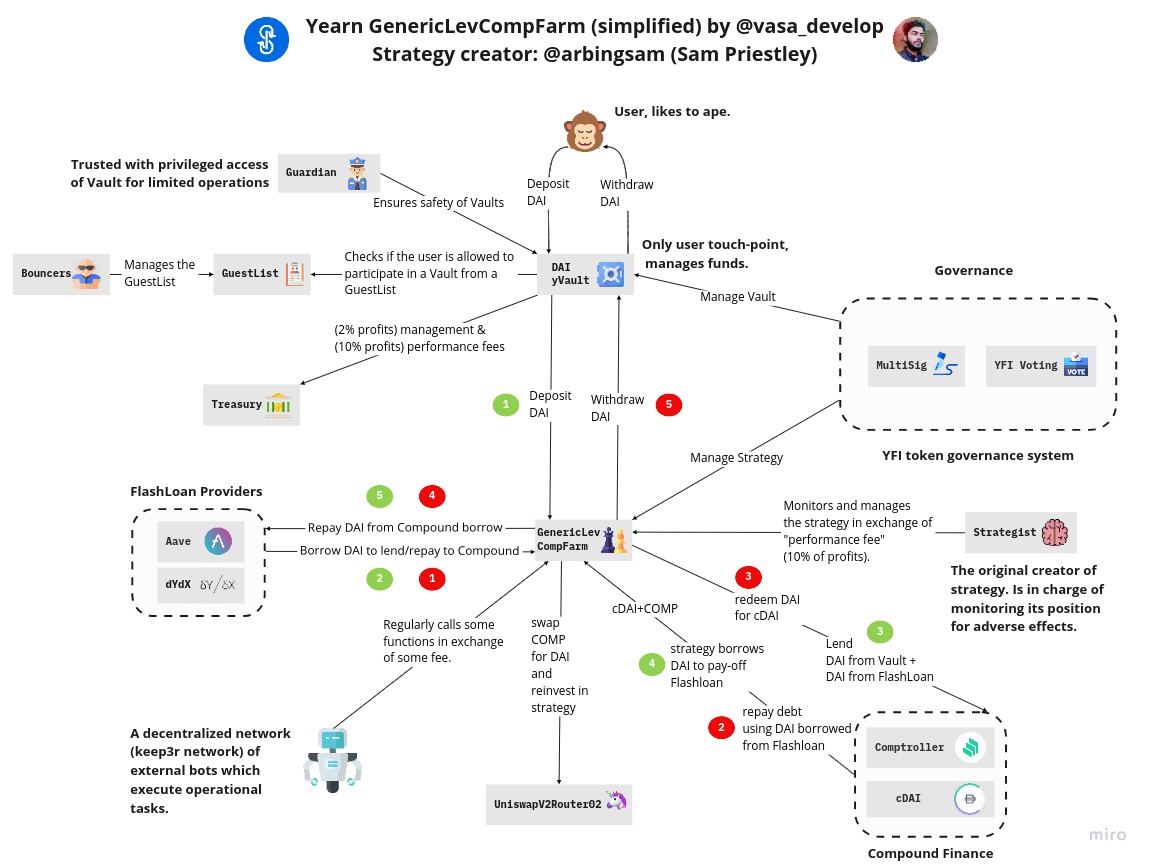 Yearn GenericLevCompFarm (simplified) by @vasa_develop
Strategy creator: @arbingsam (Sam Priestley)
User, likes to ape.
Trusted with privileged access
of Vault for limited operations
Guardian
Deposit
DAI
Withdraw
DAI
Ensures safety of Vaults
Only user touch-point,
manages funds.
Bouncers
Manages the
GuestList
GuestList
Checks if the user is allowed to
participate in a Vault from a
GuestList
DAI
yVault
Governance
Manage Vault
(2% profits) management &
(10% profits) performance fees
MultiSig
YFI Voting
VOTE
Treasury
1
Deposit
DAI
Withdraw
DAI
5
Manage Strategy
YFI token governance system
FlashLoan Providers
5
4
Repay DAI from Compound borrow
Borrow DAI to lend/repay to Compound
2
1
Aave
dYdX
δY/δX
GenericLev
CompFarm
Monitors and manages
the strategy in exchange of
"performance fee"
(10% of profits).
Strategist
The original creator of
strategy. Is in charge of
monitoring its position
for adverse effects.
3
redeem DAI
for cDAI
cDAI+COMP
Regularly calls some
functions in exchange
of some fee.
swap
COMP
for DAI
and
reinvest in
strategy
3
Lend
DAI from Vault +
DAI from FlashLoan
4
strategy borrows
DAI to pay-off
Flashloan
2
repay debt
using DAI borrowed
from Flashloan
A decentralized network
(keep3r network) of
external bots which
execute operational
tasks.
UniswapV2Router02
Comptroller
cDAI
Compound Finance
miro